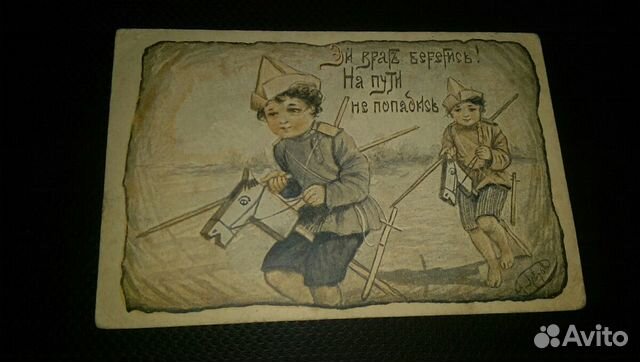 Эй врагъ берегись!
На пути
не попадись
Avito